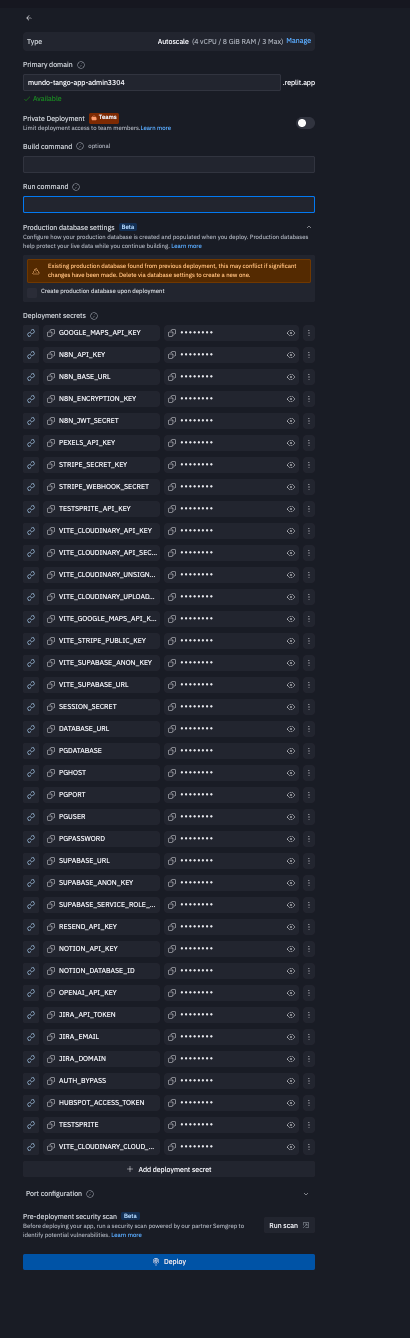 Type Autoscale (4 vCPU / 8 GiB RAM / 3 Max) Manage
Primary domain
mundo-tango-app-admin3304 .replit.app
Available
Private Deployment Teams
Limit deployment access to team members. Learn more
Build command optional
Run command
Production database settings Beta
Configure how your production database is created and populated when you deploy. Production databases
help protect your live data while you continue building. Learn more
Existing production database found from previous deployment, this may conflict if significant
changes have been made. Delete via database settings to create a new one.
Create production database upon deployment
Deployment secrets
GOOGLE_MAPS_API_KEY ••••••••
N8N_API_KEY ••••••••
N8N_BASE_URL ••••••••
N8N_ENCRYPTION_KEY ••••••••
N8N_JWT_SECRET ••••••••
PEXELS_API_KEY ••••••••
STRIPE_SECRET_KEY ••••••••
STRIPE_WEBHOOK_SECRET ••••••••
TESTSPRITE_API_KEY ••••••••
VITE_CLOUDINARY_API_KEY ••••••••
VITE_CLOUDINARY_API_SEC... ••••••••
VITE_CLOUDINARY_UNSIGN... ••••••••
VITE_CLOUDINARY_UPLOAD... ••••••••
VITE_GOOGLE_MAPS_API_K... ••••••••
VITE_STRIPE_PUBLIC_KEY ••••••••
VITE_SUPABASE_ANON_KEY ••••••••
VITE_SUPABASE_URL ••••••••
SESSION_SECRET ••••••••
DATABASE_URL ••••••••
PGDATABASE ••••••••
PGHOST ••••••••
PGPORT ••••••••
PGUSER ••••••••
PGPASSWORD ••••••••
SUPABASE_URL ••••••••
SUPABASE_ANON_KEY ••••••••
SUPABASE_SERVICE_ROLE_... ••••••••
RESEND_API_KEY ••••••••
NOTION_API_KEY ••••••••
NOTION_DATABASE_ID ••••••••
OPENAI_API_KEY ••••••••
JIRA_API_TOKEN ••••••••
JIRA_EMAIL ••••••••
JIRA_DOMAIN ••••••••
AUTH_BYPASS ••••••••
HUBSPOT_ACCESS_TOKEN ••••••••
TESTSPRITE ••••••••
VITE_CLOUDINARY_CLOUD_... ••••••••
+ Add deployment secret
Port configuration
Pre-deployment security scan Beta
Before deploying your app, run a security scan powered by our partner Semgrep to
identify potential vulnerabilities. Learn more
Run scan
Deploy